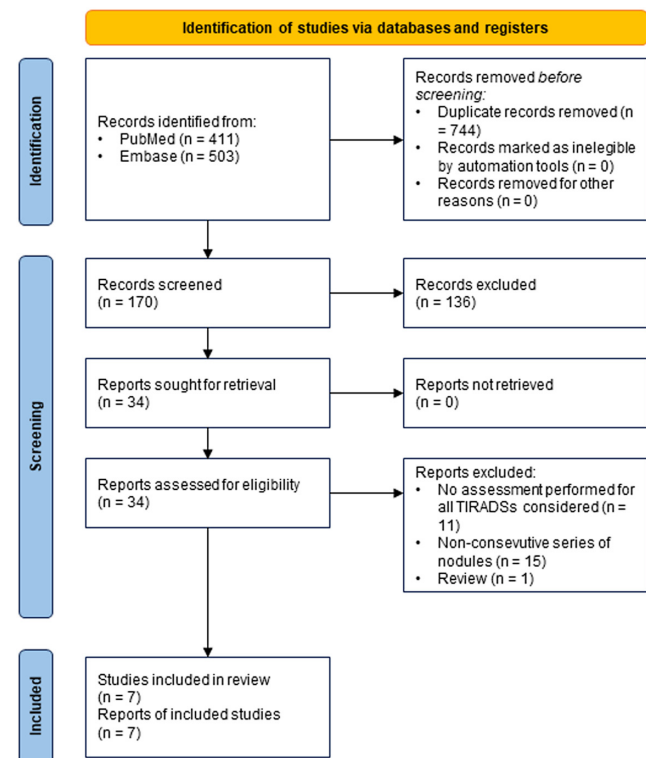 Identification of studies via databases and registers
Identification
Records identified from:
• PubMed (n = 411)
• Embase (n = 503)
Records removed before
screening:
• Duplicate records removed (n
= 744)
• Records marked as inelegible
by automation tools (n = 0)
• Records removed for other
reasons (n = 0)
Screening
Records screened
(n = 170)
Records excluded
(n = 136)
Reports sought for retrieval
(n = 34)
Reports not retrieved
(n = 0)
Reports assessed for eligibility
(n = 34)
Reports excluded:
• No assessment performed for
all TIRADSs considered (n =
11)
• Non-consevutive series of
nodules (n = 15)
• Review (n = 1)
Included
Studies included in review
(n = 7)
Reports of included studies
(n = 7)